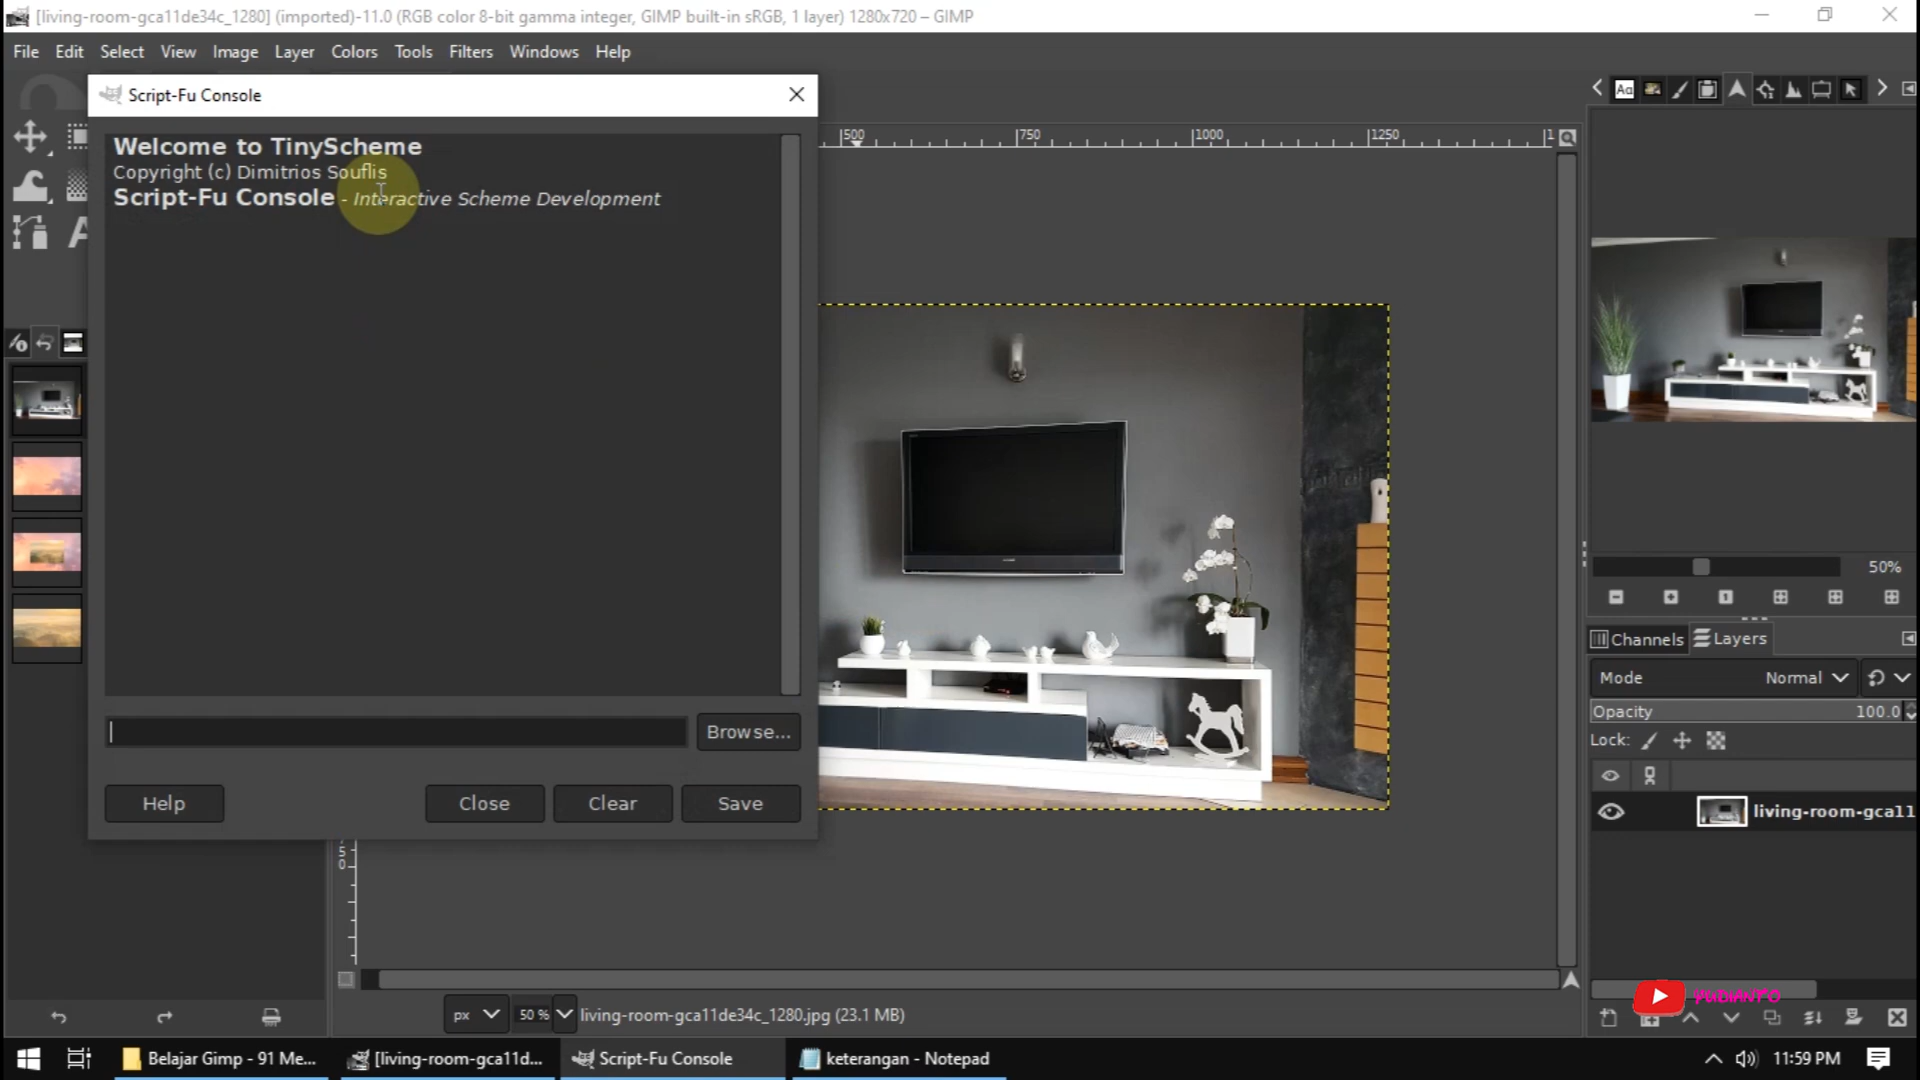 [living-room-gca11de34c_1280] (imported)-11.0 (RGB color 8-bit gamma integer, GIMP built-in sRGB, 1 layer) 1280x720 – GIMP
File Edit Select View Image Layer Colors Tools Filters Windows Help
Script-Fu Console
Welcome to TinyScheme
Copyright (c) Dimitrios Souflis
Script-Fu Console - Interactive Scheme Development
500 750 1000 1250
50%
Channels Layers
Mode Normal
Opacity 100.0
Lock:
Browse...
Help Close Clear Save
living-room-gca11
YUDIANTO
px 50 % living-room-gca11de34c_1280.jpg (23.1 MB)
Belajar Gimp - 91 Me... [living-room-gca11d... Script-Fu Console keterangan - Notepad 11:59 PM